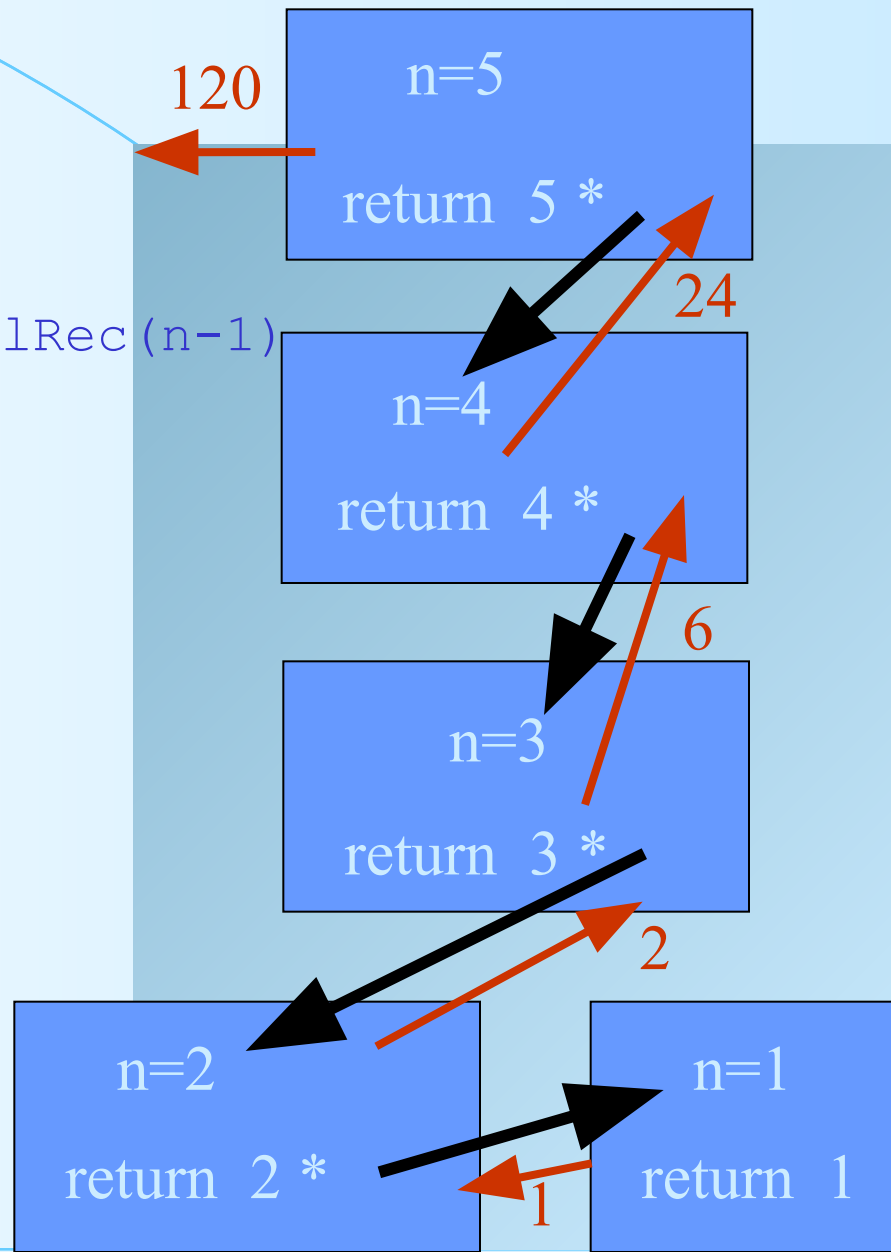 120
n=5
return 5 *
24
lRec(n-1)
n=4
return 4 *
6
n=3
return 3 *
2
n=2
return 2 *
n=1
return 1
1